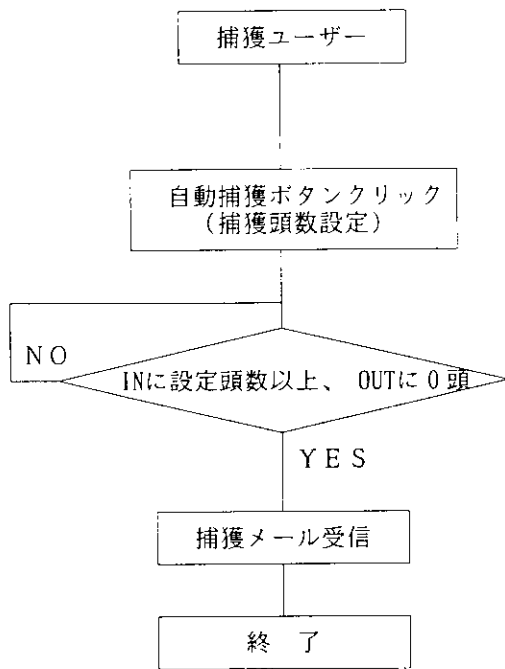 捕獲ユーザー
自動捕獲ボタンクリック
（捕獲頭数設定）
ＮＯ
INに設定頭数以上、 OUTに０頭
ＹＥＳ
捕獲メール受信
終　了